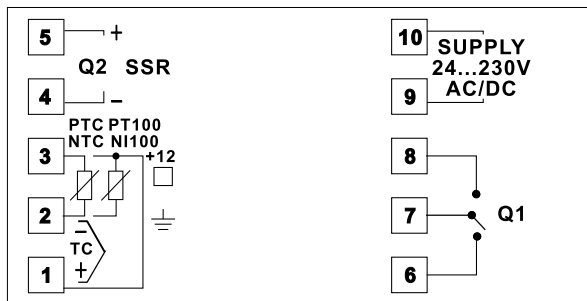 5 +
Q2 SSR
4 −
PTC PT100
NTC NI100
3
+12
2
−
TC
+
1
10
SUPPLY
24...230V
AC/DC
9
8
7
Q1
6